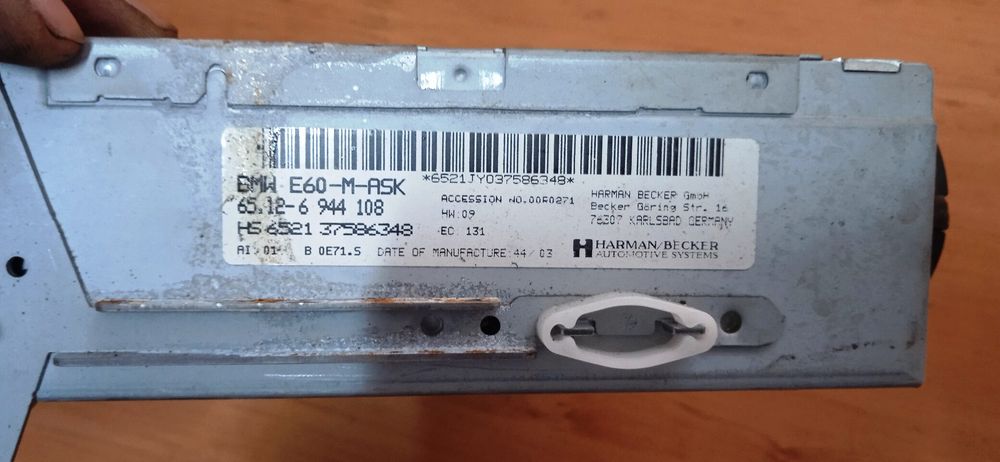 *6521JY037586348*
BMW E60-M-ASK
65.12-6 944 108
HS 6521 37586348
AI: 01 B 0E71.5 DATE OF MANUFACTURE:44/03
ACCESSION NO.00R0271
HW:09
EC: 131
HARMAN BECKER GmbH
Becker Göring Str. 16
76307 KARLSBAD GERMANY
HARMAN/BECKER
AUTOMOTIVE SYSTEMS